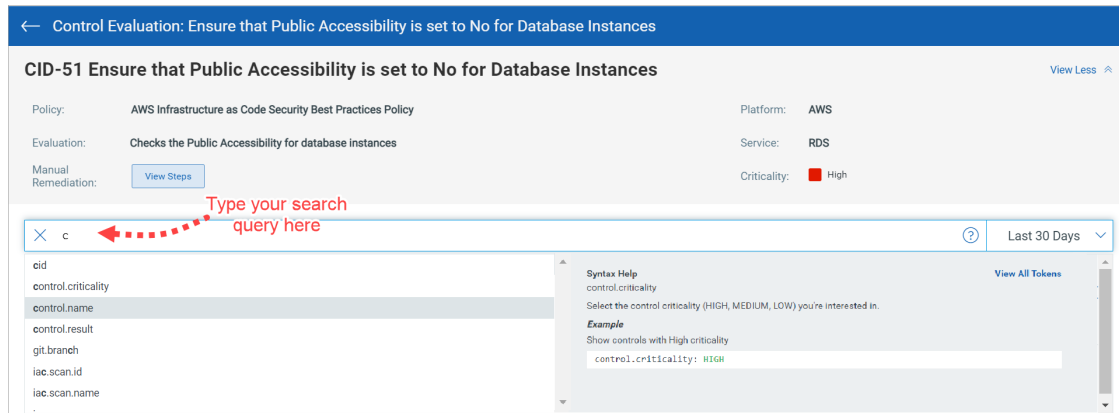 ← Control Evaluation: Ensure that Public Accessibility is set to No for Database Instances
CID-51 Ensure that Public Accessibility is set to No for Database Instances
View Less
Policy: AWS Infrastructure as Code Security Best Practices Policy
Platform: AWS
Evaluation: Checks the Public Accessibility for database instances
Service: RDS
Manual
Remediation:
View Steps
Criticality: High
Type your search
query here
c
?
Last 30 Days
cid
control.criticality
control.name
control.result
git.branch
iac.scan.id
iac.scan.name
Syntax Help
View All Tokens
control.criticality
Select the control criticality (HIGH, MEDIUM, LOW) you're interested in.
Example
Show controls with High criticality
control.criticality: HIGH